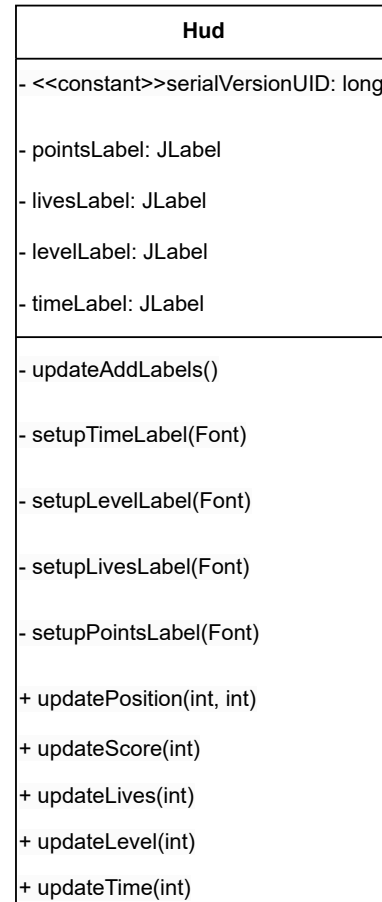 Hud
- <<constant>>serialVersionUID: long
- pointsLabel: JLabel
- livesLabel: JLabel
- levelLabel: JLabel
- timeLabel: JLabel
- updateAddLabels()
- setupTimeLabel(Font)
- setupLevelLabel(Font)
- setupLivesLabel(Font)
- setupPointsLabel(Font)
+ updatePosition(int, int)
+ updateScore(int)
+ updateLives(int)
+ updateLevel(int)
+ updateTime(int)